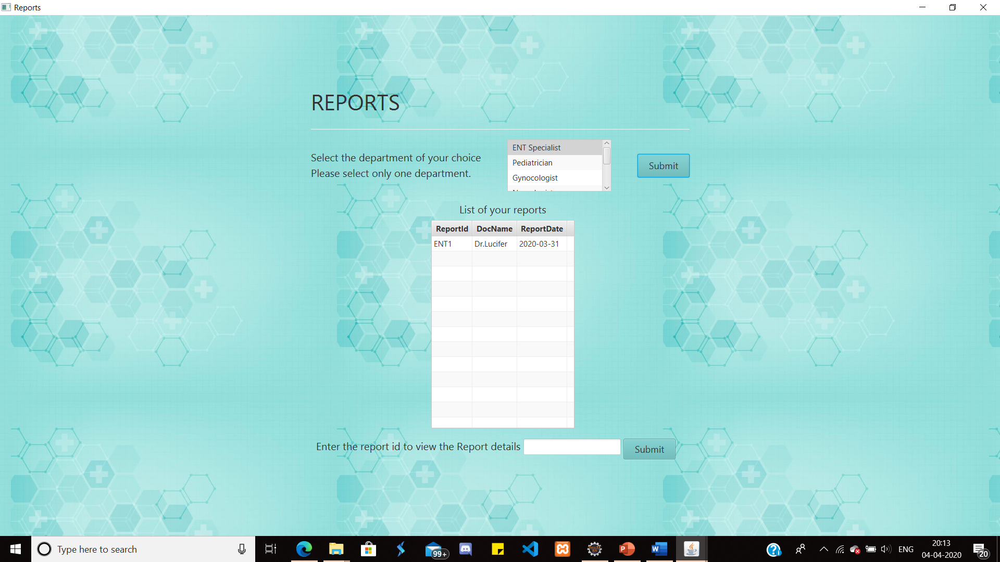 Reports
REPORTS
Select the department of your choice
Please select only one department.
ENT Specialist
Pediatrician
Gynocologist
Submit
List of your reports
ReportId DocName ReportDate
ENT1 Dr.Lucifer 2020-03-31
Enter the report id to view the Report details
Submit
Type here to search
99+
ENG
20:13
04-04-2020
20